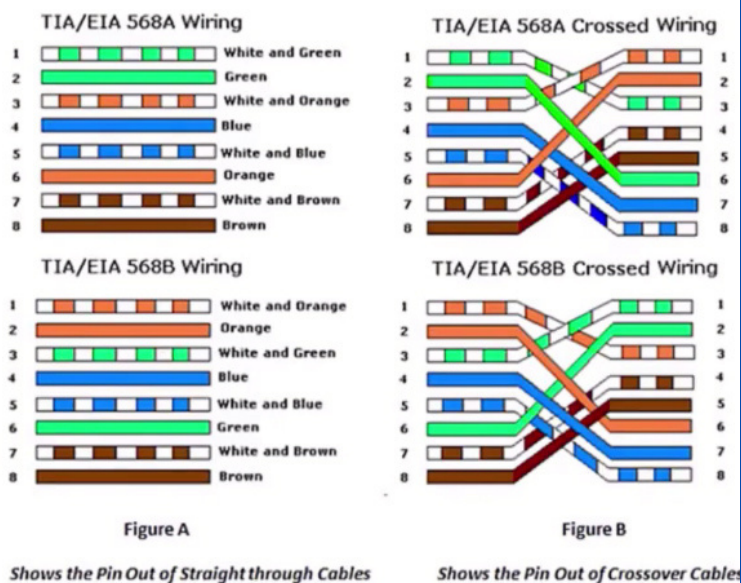 TIA/EIA 568A Wiring
1 White and Green
2 Green
3 White and Orange
4 Blue
5 White and Blue
6 Orange
7 White and Brown
8 Brown
TIA/EIA 568A Crossed Wiring
1 1
2 2
3 3
4 4
5 5
6 6
7 7
8 8
TIA/EIA 568B Wiring
1 White and Orange
2 Orange
3 White and Green
4 Blue
5 White and Blue
6 Green
7 White and Brown
8 Brown
TIA/EIA 568B Crossed Wiring
1 1
2 2
3 3
4 4
5 5
6 6
7 7
8 8
Figure A
Shows the Pin Out of Straight through Cables
Figure B
Shows the Pin Out of Crossover Cables